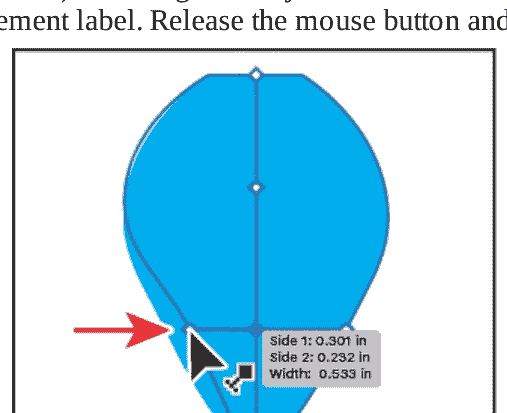 ement label. Release the mouse button and
Side 1: 0.301 in
Side 2: 0.232 in
Width: 0.533 in